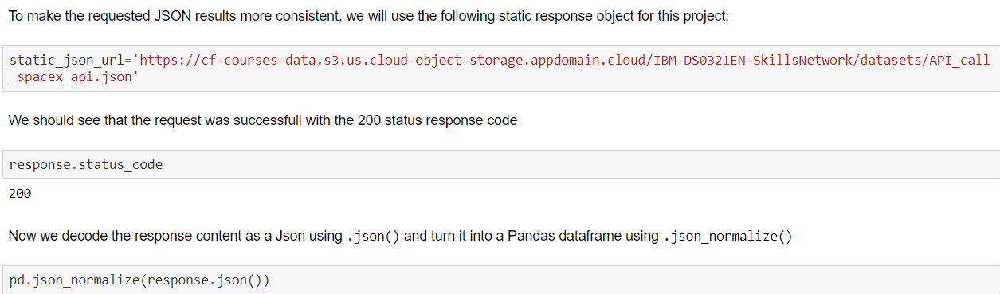 To make the requested JSON results more consistent, we will use the following static response object for this project:
static_json_url='https://cf-courses-data.s3.us.cloud-object-storage.appdomain.cloud/IBM-DS0321EN-SkillsNetwork/datasets/API_call
_spacex_api.json'
We should see that the request was successfull with the 200 status response code
response.status_code
200
Now we decode the response content as a Json using .json() and turn it into a Pandas dataframe using .json_normalize()
pd.json_normalize(response.json())